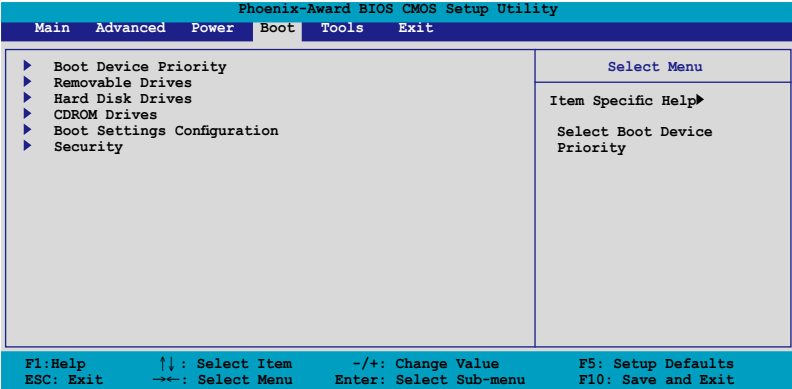 Phoenix-Award BIOS CMOS Setup Utility
Main Advanced Power Boot Tools Exit
Boot Device Priority
Removable Drives
Hard Disk Drives
CDROM Drives
Boot Settings Configuration
Security
Select Menu
Item Specific Help
Select Boot Device
Priority
F1:Help ↑↓: Select Item -/+: Change Value F5: Setup Defaults
ESC: Exit →←: Select Menu Enter: Select Sub-menu F10: Save and Exit